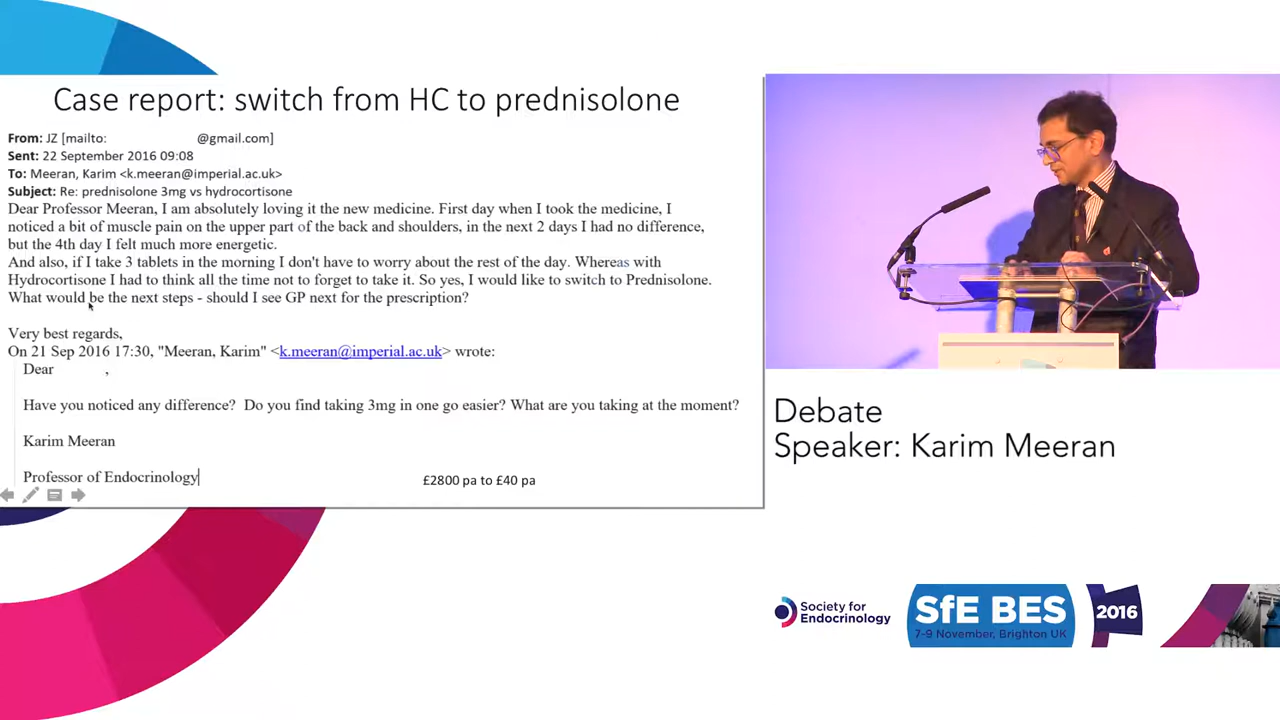 Case report: switch from HC to prednisolone
From: JZ [mailto: @gmail.com]
Sent: 22 September 2016 09:08
To: Meeran, Karim <k.meeran@imperial.ac.uk>
Subject: Re: prednisolone 3mg vs hydrocortisone
Dear Professor Meeran, I am absolutely loving it the new medicine. First day when I took the medicine, I
noticed a bit of muscle pain on the upper part of the back and shoulders, in the next 2 days I had no difference,
but the 4th day I felt much more energetic.
And also, if I take 3 tablets in the morning I don't have to worry about the rest of the day. Whereas with
Hydrocortisone I had to think all the time not to forget to take it. So yes, I would like to switch to Prednisolone.
What would be the next steps - should I see GP next for the prescription?
Very best regards,
On 21 Sep 2016 17:30, "Meeran, Karim" <k.meeran@imperial.ac.uk> wrote:
Dear ,
Have you noticed any difference? Do you find taking 3mg in one go easier? What are you taking at the moment?
Karim Meeran
Professor of Endocrinology
£2800 pa to £40 pa
Debate
Speaker: Karim Meeran
Society for
Endocrinology
SfE BES
7-9 November, Brighton UK
2016